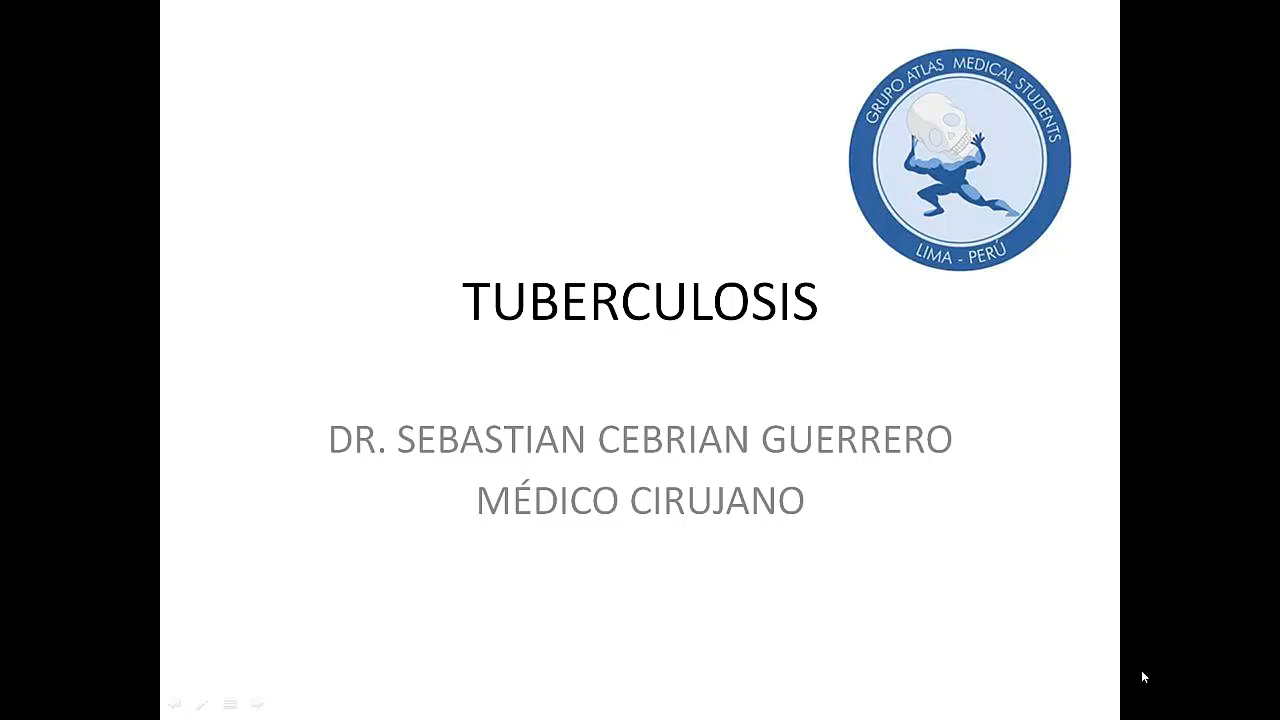 GRUPO ATLAS MEDICAL STUDENTS
LIMA - PERÚ
TUBERCULOSIS
DR. SEBASTIAN CEBRIAN GUERRERO
MÉDICO CIRUJANO